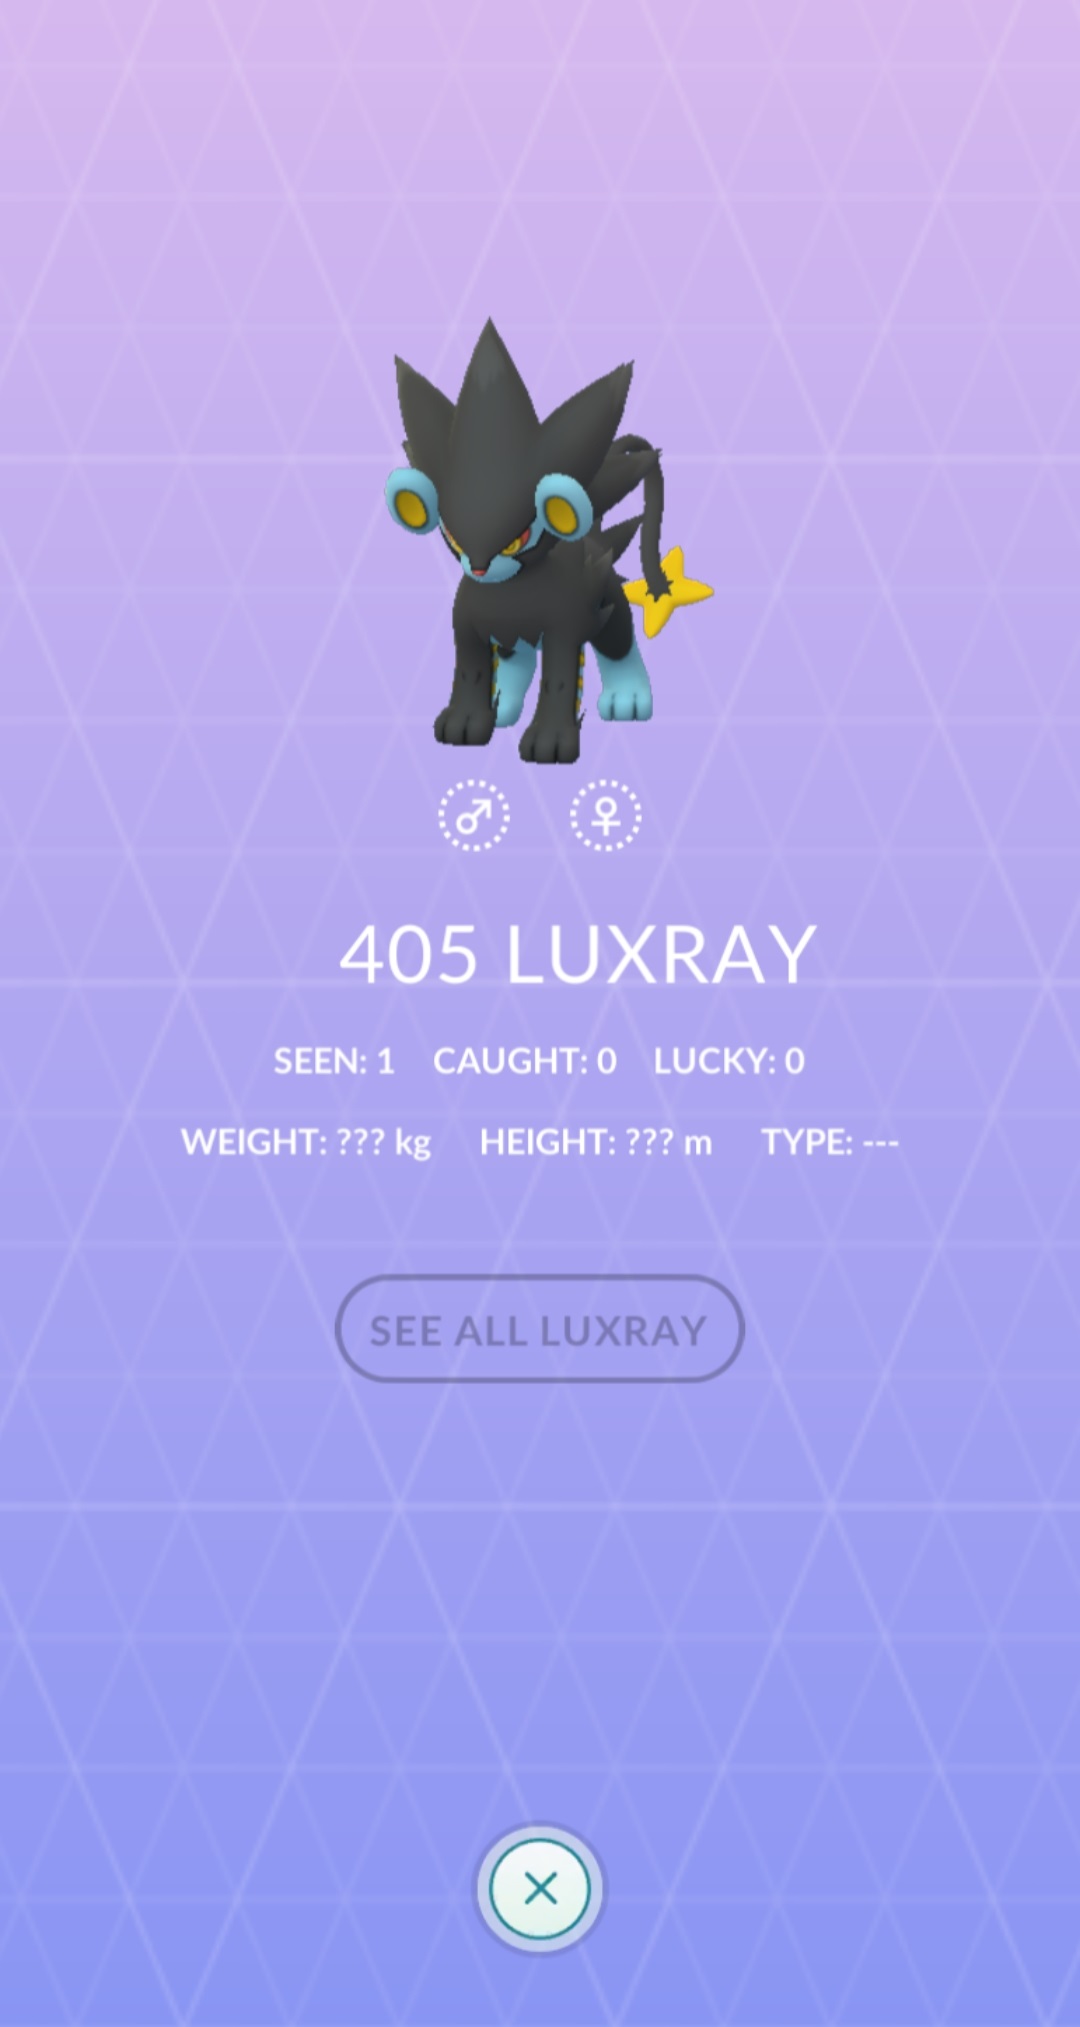 ♂ ♀
405 LUXRAY
SEEN: 1 CAUGHT: 0 LUCKY: 0
WEIGHT: ??? kg HEIGHT: ??? m TYPE: ---
SEE ALL LUXRAY